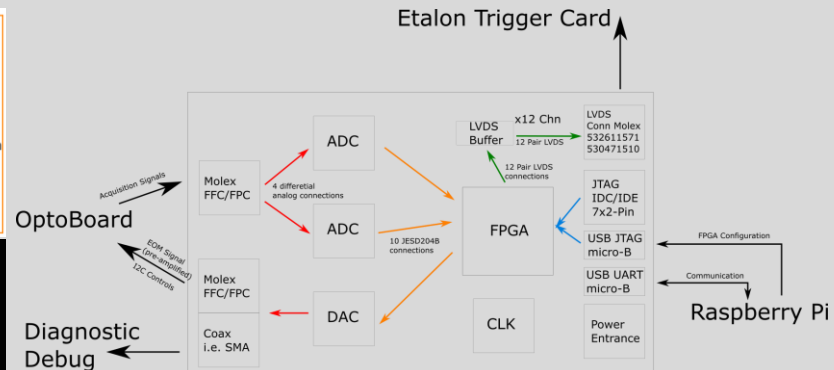 Etalon Trigger Card
OptoBoard
Acquisition Signals
EOM Signal
(pre-amplified)
I2C Controls
Diagnostic
Debug
Molex
FFC/FPC
4 differetial
analog connections
Molex
FFC/FPC
Coax
i.e. SMA
ADC
ADC
DAC
10 JESD204B
connections
LVDS
Buffer
x12 Chn
12 Pair LVDS
12 Pair LVDS
connections
FPGA
CLK
LVDS
Conn Molex
532611571
530471510
JTAG
IDC/IDE
7x2-Pin
USB JTAG
micro-B
USB UART
micro-B
Power
Entrance
FPGA Configuration
Communication
Raspberry Pi